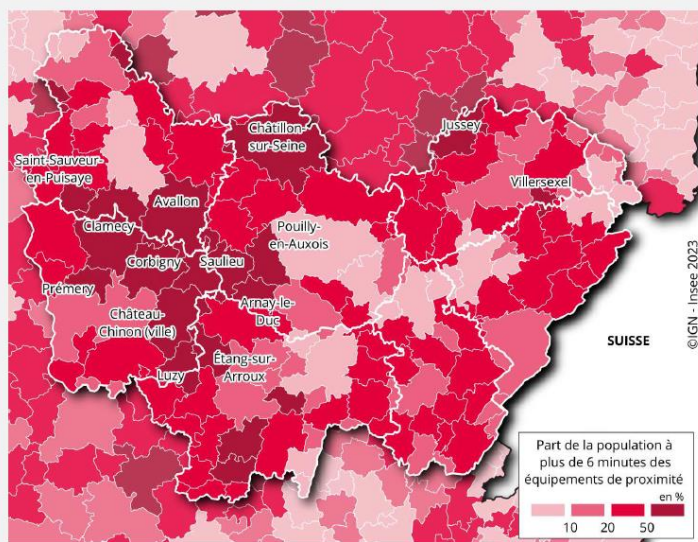 Châtillon-
sur-Seine
Jussey
Saint-Sauveur-
en-Puisaye
Villersexel
Avallon
Clamecy
Pouilly-
en-Auxois
Corbigny
Saulieu
Prémery
Arnay-le-
Duc
Château-
Chinon (ville)
Étang-sur-
Arroux
Luzy
SUISSE
©IGN - Insee 2023
Part de la population à
plus de 6 minutes des
équipements de proximité
en %
10 20 50